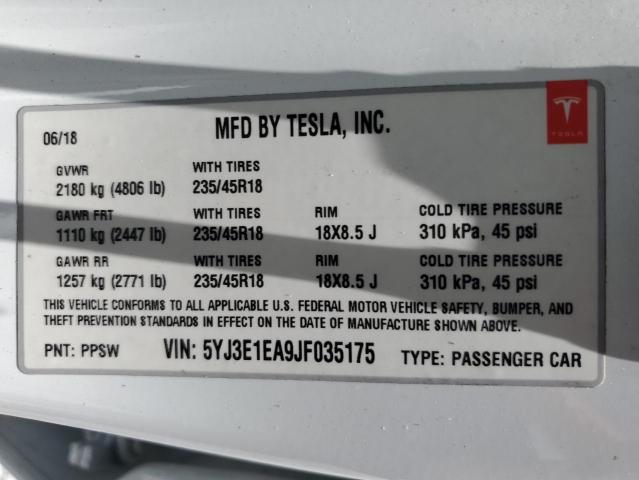 06/18 MFD BY TESLA, INC.
TESLA
GVWR WITH TIRES
2180 kg (4806 lb) 235/45R18
GAWR FRT WITH TIRES RIM COLD TIRE PRESSURE
1110 kg (2447 lb) 235/45R18 18X8.5 J 310 kPa, 45 psi
GAWR RR WITH TIRES RIM COLD TIRE PRESSURE
1257 kg (2771 lb) 235/45R18 18X8.5 J 310 kPa, 45 psi
THIS VEHICLE CONFORMS TO ALL APPLICABLE U.S. FEDERAL MOTOR VEHICLE SAFETY, BUMPER, AND
THEFT PREVENTION STANDARDS IN EFFECT ON THE DATE OF MANUFACTURE SHOWN ABOVE.
PNT: PPSW VIN: 5YJ3E1EA9JF035175 TYPE: PASSENGER CAR